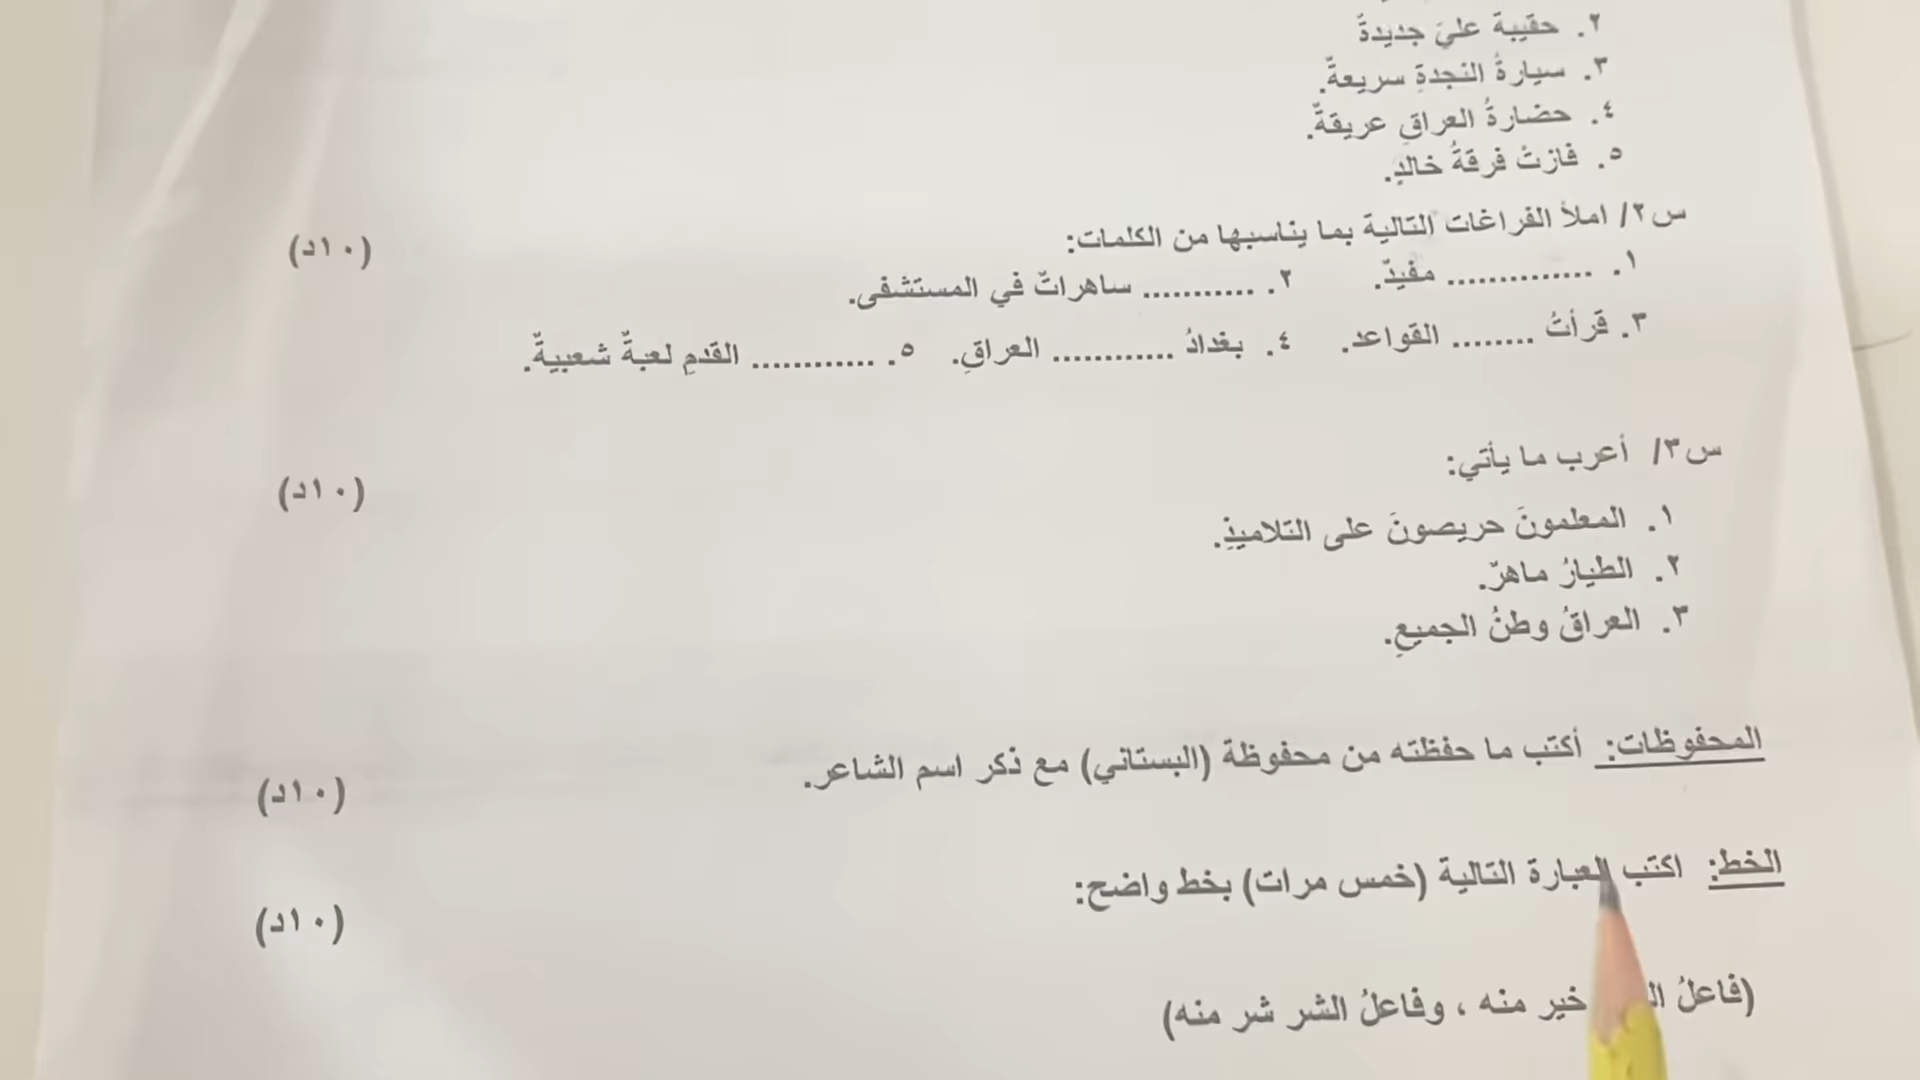 ٢. حقيبة عليَ جديدةٌ
٣. سيارةُ النجدةِ سريعةٌ.
٤. حضارةُ العراقِ عريقةٌ.
٥. فازتْ فرقةُ خالدٍ.
س٢/ املأ الفراغات التالية بما يناسبها من الكلمات: (١٠د)
١. .............. مفيدٌ. ٢. ........... ساهراتٌ في المستشفى.
٣. قرأتُ ........ القواعد. ٤. بغدادُ ............ العراقِ. ٥. ............ القدمِ لعبةٌ شعبيةٌ.
س٣/ أعرب ما يأتي: (١٠د)
١. المعلمونَ حريصونَ على التلاميذِ.
٢. الطيارُ ماهرٌ.
٣. العراقُ وطنُ الجميعِ.
المحفوظات: أكتب ما حفظته من محفوظة (البستاني) مع ذكر اسم الشاعر. (١٠د)
الخط: اكتب العبارة التالية (خمس مرات) بخط واضح: (١٠د)
(فاعلُ خير منه ، وفاعلُ الشر شر منه)